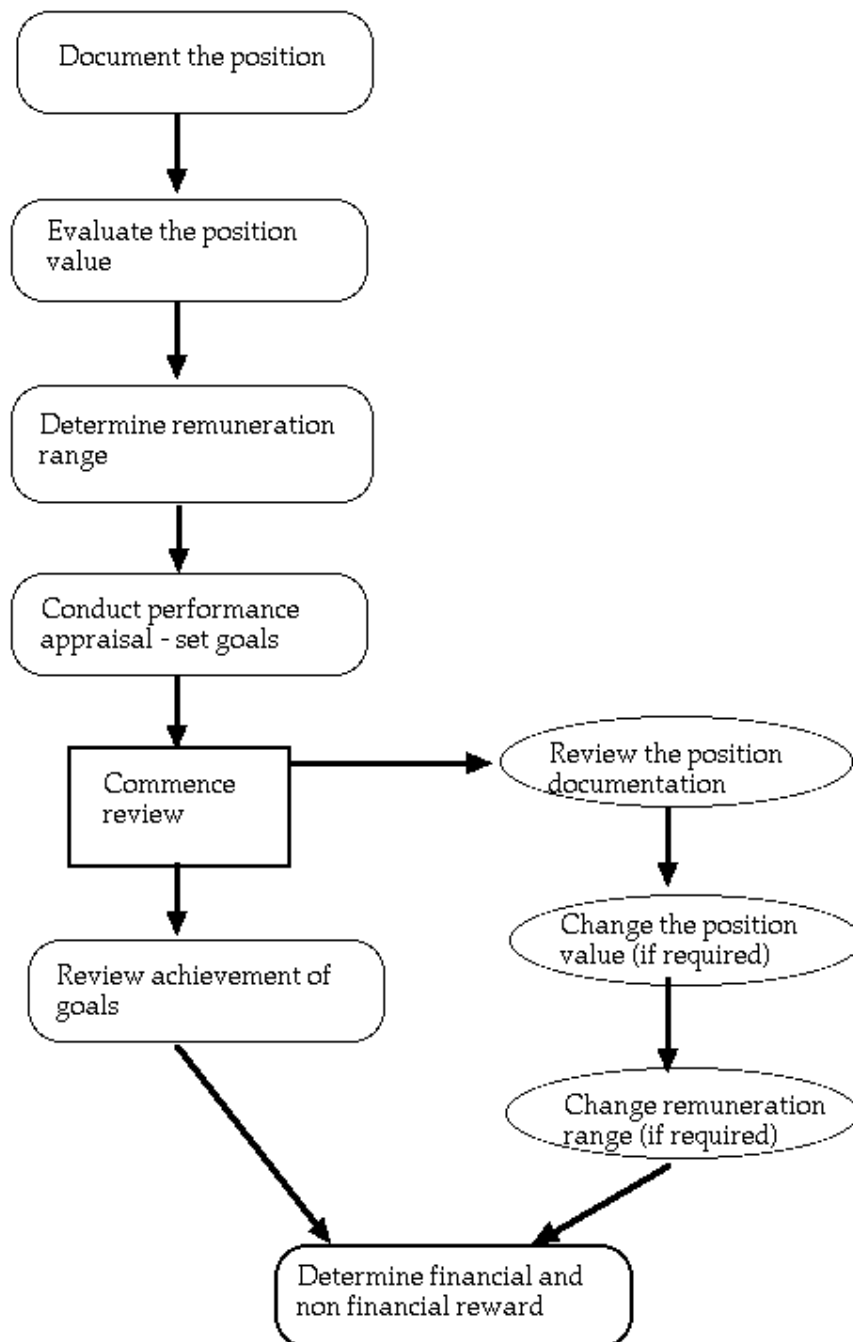 Document the position
Evaluate the position
value
Determine remuneration
range
Conduct performance
appraisal - set goals
Commence
review
Review the position
documentation
Change the position
value (if required)
Review achievement of
goals
Change remuneration
range (if required)
Determine financial and
non financial reward